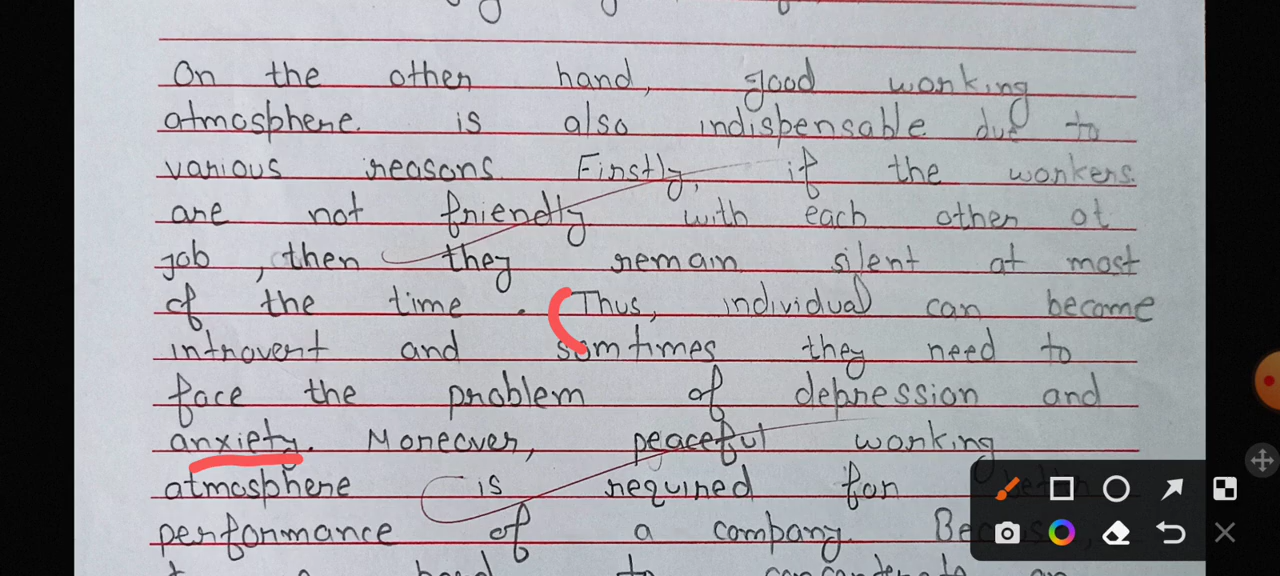 On the other hand, good working
atmosphere. is also indispensable due to
various reasons. Firstly, if the workers.
are not friendly with each other at
job, then they remain silent at most
of the time. Thus, individual can become
introvert and somtimes they need to
face the problem of depression and
anxiety. Moreover, peaceful working
atmosphere is required for
performance of a company. Because,